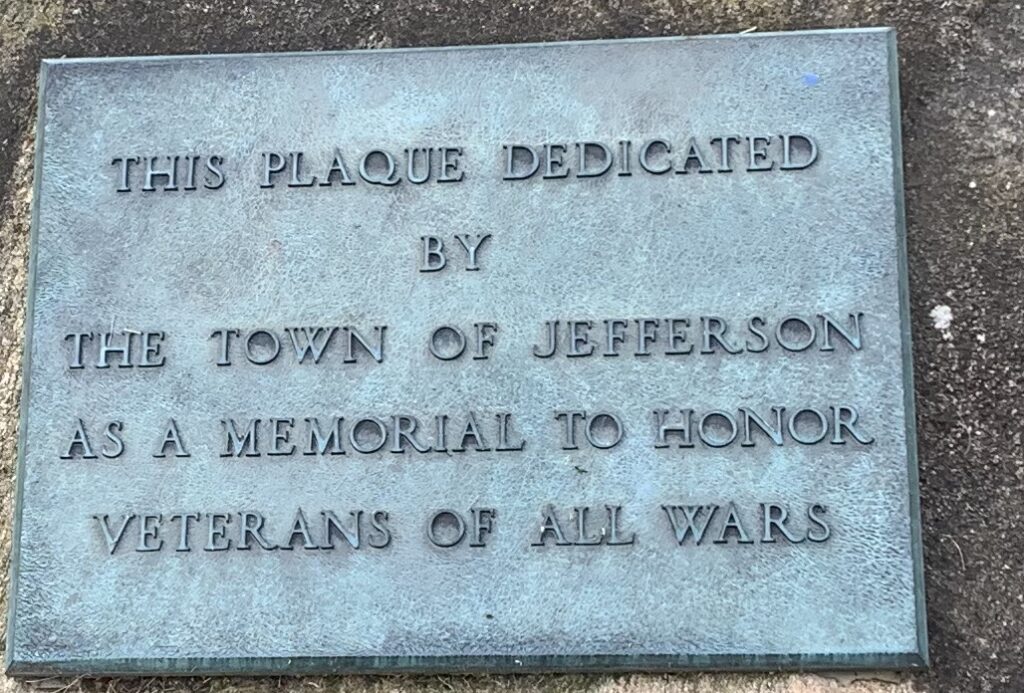 THIS PLAQUE DEDICATED
BY
THE TOWN OF JEFFERSON
AS A MEMORIAL TO HONOR
VETERANS OF ALL WARS